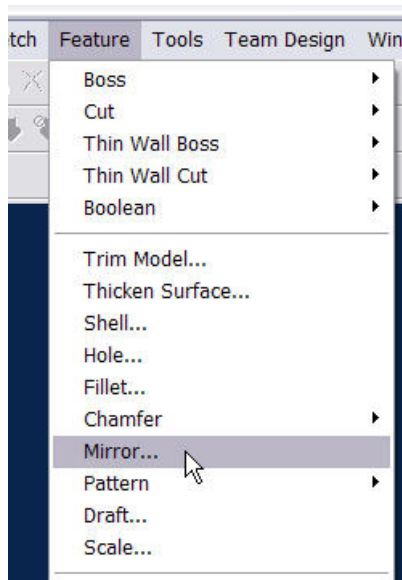 tch Feature Tools Team Design Win
Boss
Cut
Thin Wall Boss
Thin Wall Cut
Boolean
Trim Model...
Thicken Surface...
Shell...
Hole...
Fillet...
Chamfer
Mirror...
Pattern
Draft...
Scale...